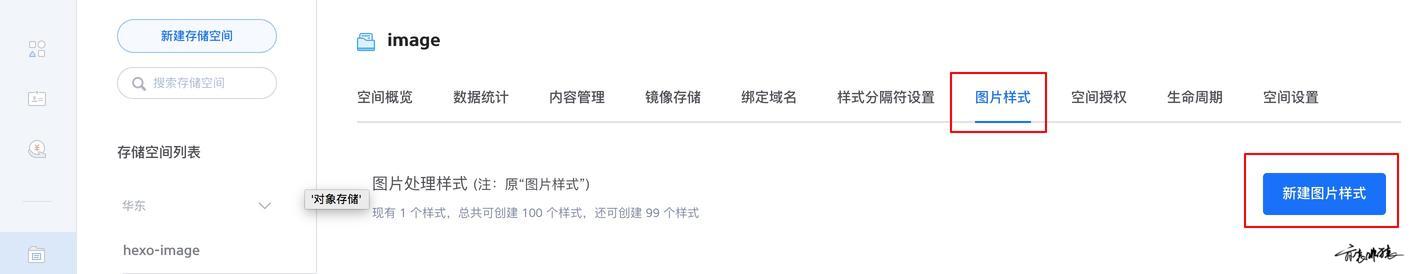 新建存储空间
搜索存储空间
存储空间列表
华东
hexo-image
'对象存储'
image
空间概览 数据统计 内容管理 镜像存储 绑定域名 样式分隔符设置 图片样式 空间授权 生命周期 空间设置
图片处理样式 (注：原“图片样式”)
现有 1 个样式，总共可创建 100 个样式，还可创建 99 个样式
新建图片样式